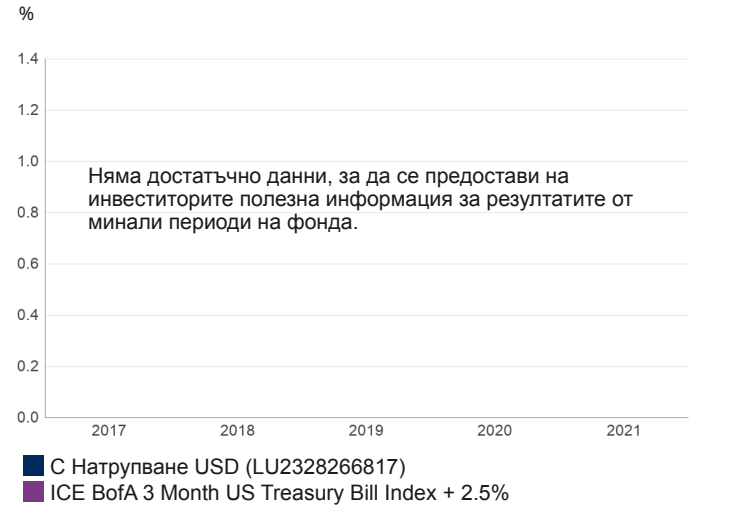 %
1.4
1.2
1.0
Няма достатъчно данни, за да се предостави на
инвеститорите полезна информация за резултатите от
0.8
минали периоди на фонда.
0.6
0.4
0.2
0.0
2017 2018 2019 2020 2021
C Натрупване USD (LU2328266817)
ICE BofA 3 Month US Treasury Bill Index + 2.5%